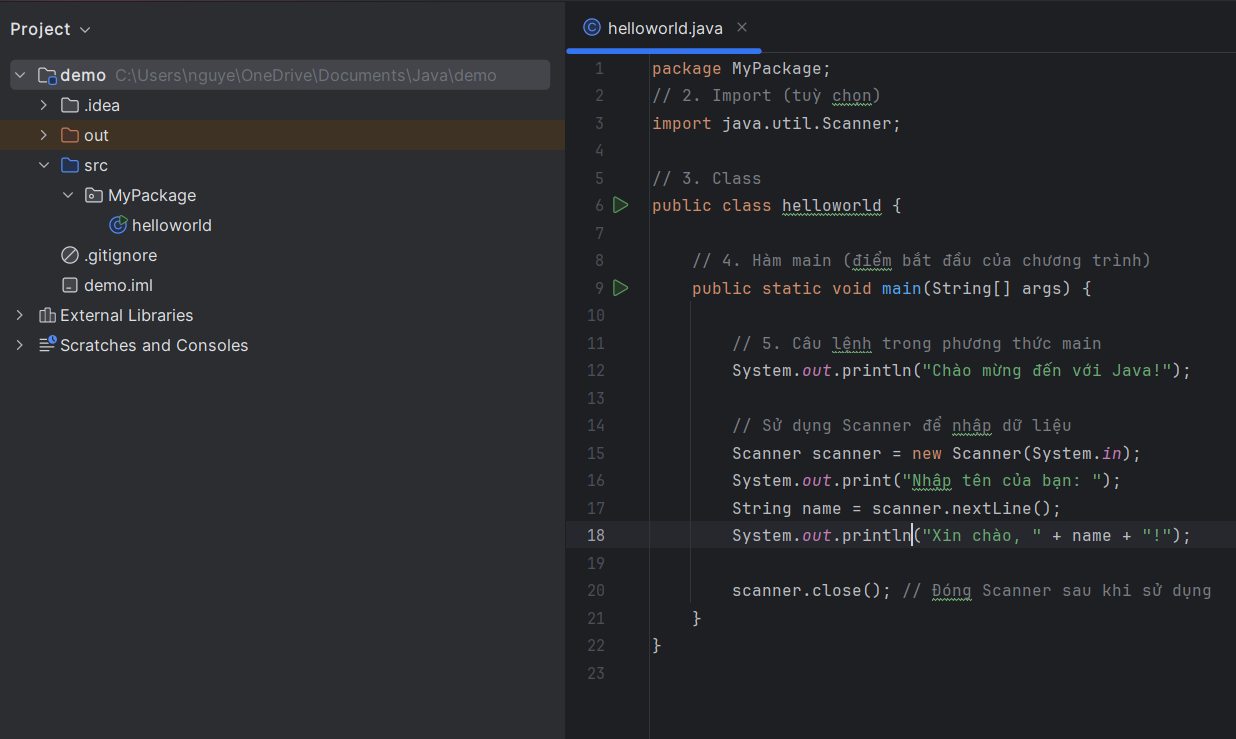 Project
demo C:\Users\nguye\OneDrive\Documents\Java\demo
.idea
out
src
MyPackage
helloworld
.gitignore
demo.iml
External Libraries
Scratches and Consoles
helloworld.java
1 package MyPackage;
2 // 2. Import (tuỳ chọn)
3 import java.util.Scanner;
4
5 // 3. Class
6 public class helloworld {
7
8 // 4. Hàm main (điểm bắt đầu của chương trình)
9 public static void main(String[] args) {
10
11 // 5. Câu lệnh trong phương thức main
12 System.out.println("Chào mừng đến với Java!");
13
14 // Sử dụng Scanner để nhập dữ liệu
15 Scanner scanner = new Scanner(System.in);
16 System.out.print("Nhập tên của bạn: ");
17 String name = scanner.nextLine();
18 System.out.println("Xin chào, " + name + "!");
19
20 scanner.close(); // Đóng Scanner sau khi sử dụng
21 }
22 }
23